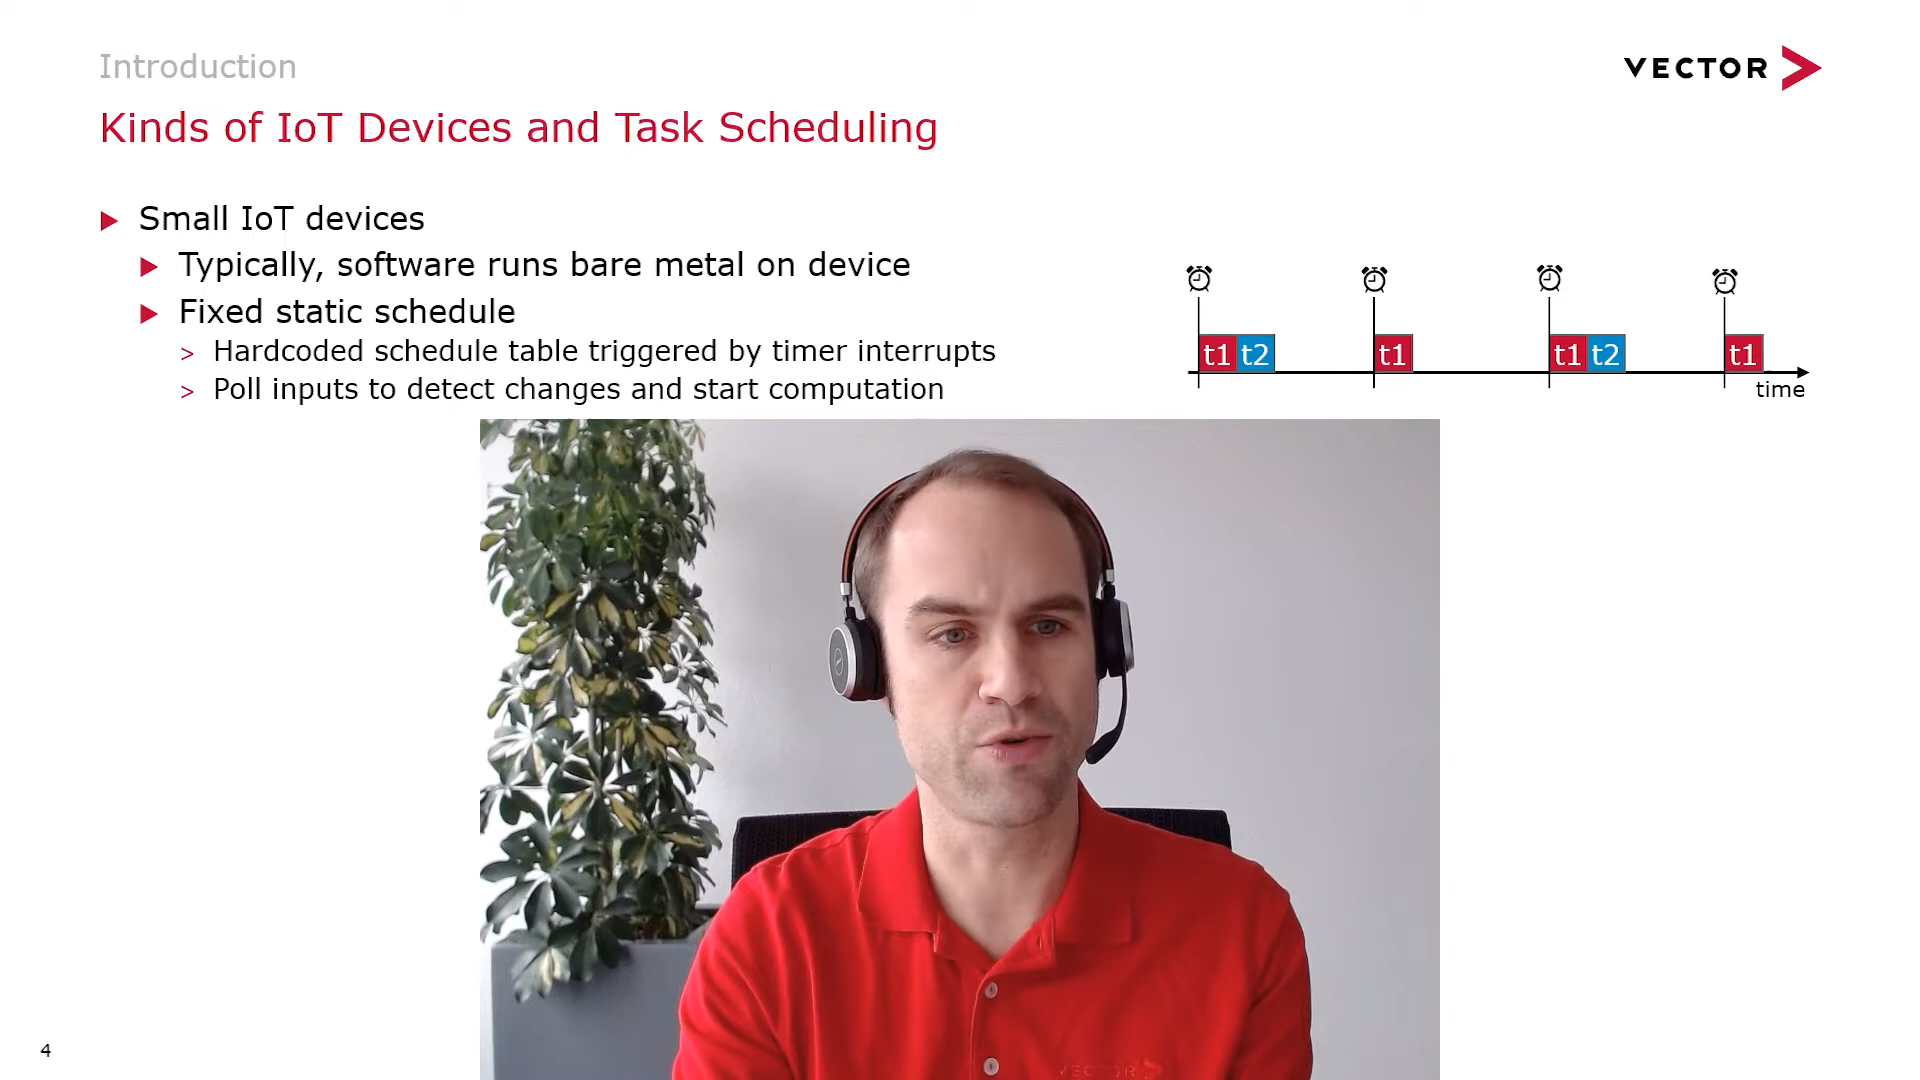 Introduction
VECTOR
Kinds of IoT Devices and Task Scheduling
Small IoT devices
Typically, software runs bare metal on device
Fixed static schedule
> Hardcoded schedule table triggered by timer interrupts
> Poll inputs to detect changes and start computation
t1 t2 t1 t1 t2 t1
time
VECTOR
4